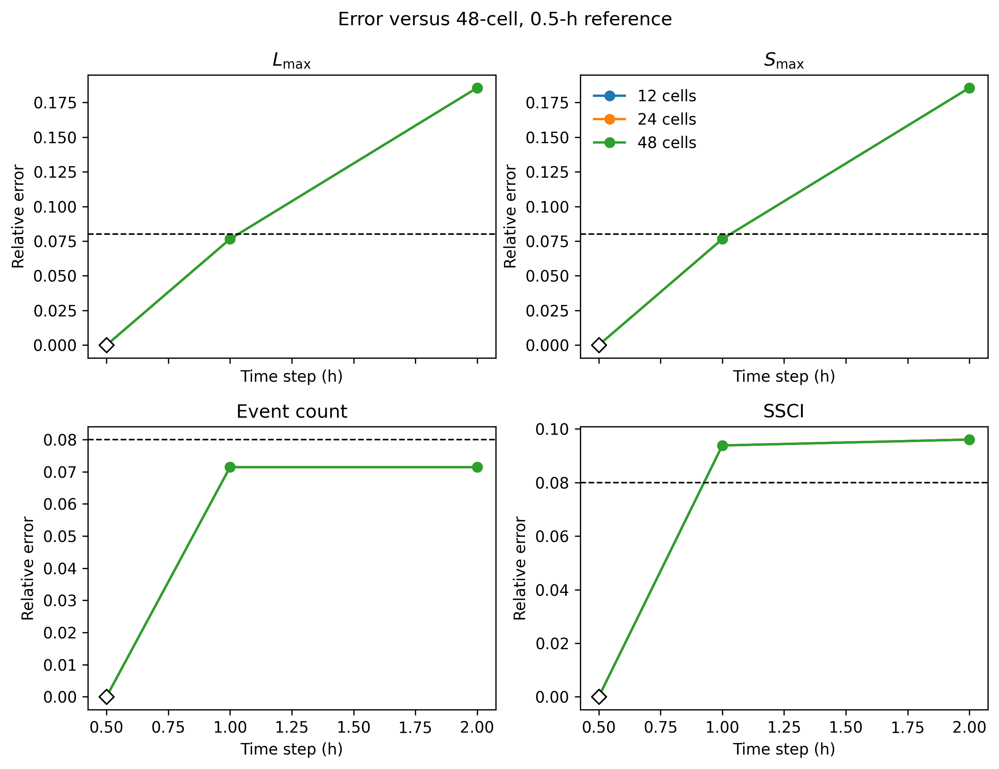 Error versus 48-cell, 0.5-h reference
L_max
Relative error
0.175
0.150
0.125
0.100
0.075
0.050
0.025
0.000
Time step (h)
S_max
Relative error
0.175
0.150
0.125
0.100
0.075
0.050
0.025
0.000
12 cells
24 cells
48 cells
Time step (h)
Event count
Relative error
0.08
0.07
0.06
0.05
0.04
0.03
0.02
0.01
0.00
0.50 0.75 1.00 1.25 1.50 1.75 2.00
Time step (h)
SSCI
Relative error
0.10
0.08
0.06
0.04
0.02
0.00
0.50 0.75 1.00 1.25 1.50 1.75 2.00
Time step (h)